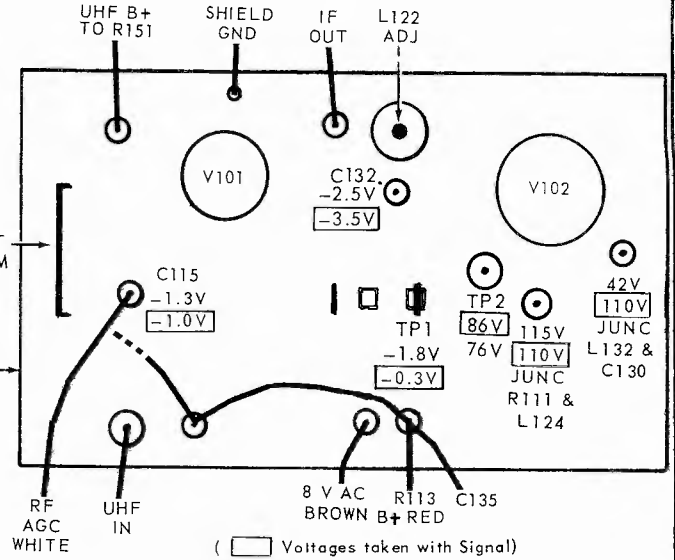 UHF B+
TO R151
SHIELD
GND
IF
OUT
L122
ADJ
V101
C132
-2.5V
-3.5V
V102
M
C115
-1.3V
-1.0V
TP1
-1.8V
-0.3V
TP2
86V
76V
115V
110V
JUNC
R111 &
L124
42V
110V
JUNC
L132 &
C130
RF
AGC
WHITE
UHF
IN
8 V AC
BROWN
R113
B+ RED
C135
( Voltages taken with Signal)